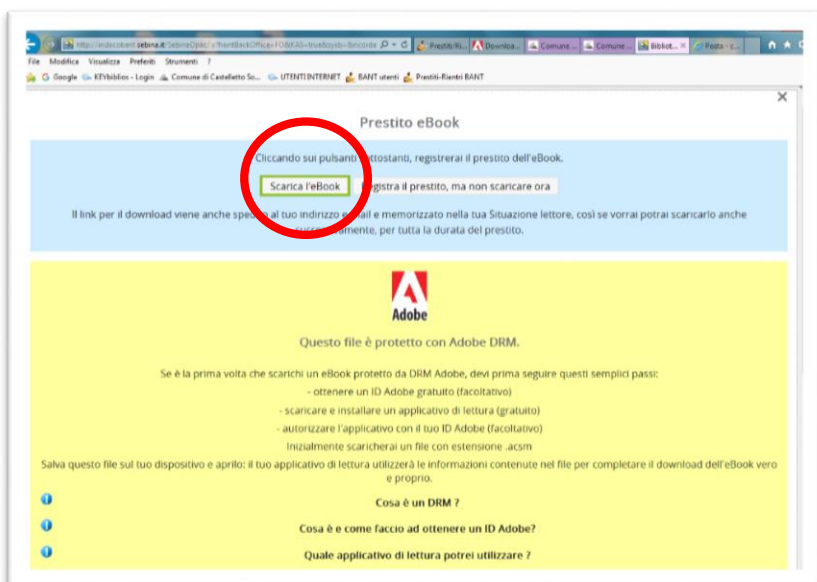 Prestiti/Ri...
Downloa...
Comune...
Comune...
Bibliot...
Posta - ...
File Modifica Visualizza Preferiti Strumenti ?
Google KEYbiblios - Login Comune di Castelletto So... UTENTI INTERNET BANT utenti Prestiti-Rientri BANT
Prestito eBook
Cliccando sui pulsanti sottostanti, registrerai il prestito dell'eBook.
Scarica l'eBook
Registra il prestito, ma non scaricare ora
Il link per il download viene anche spedito al tuo indirizzo email e memorizzato nella tua Situazione lettore, così se vorrai potrai scaricarlo anche
successivamente, per tutta la durata del prestito.
Adobe
Questo file è protetto con Adobe DRM.
Se è la prima volta che scarichi un eBook protetto da DRM Adobe, devi prima seguire questi semplici passi:
- ottenere un ID Adobe gratuito (facoltativo)
- scaricare e installare un applicativo di lettura (gratuito)
- autorizzare l'applicativo con il tuo ID Adobe (facoltativo)
Inizialmente scaricherai un file con estensione .acsm
Salva questo file sul tuo dispositivo e aprilo: il tuo applicativo di lettura utilizzerà le informazioni contenute nel file per completare il download dell'eBook vero
e proprio.
Cosa è un DRM ?
Cosa è e come faccio ad ottenere un ID Adobe?
Quale applicativo di lettura potrei utilizzare ?